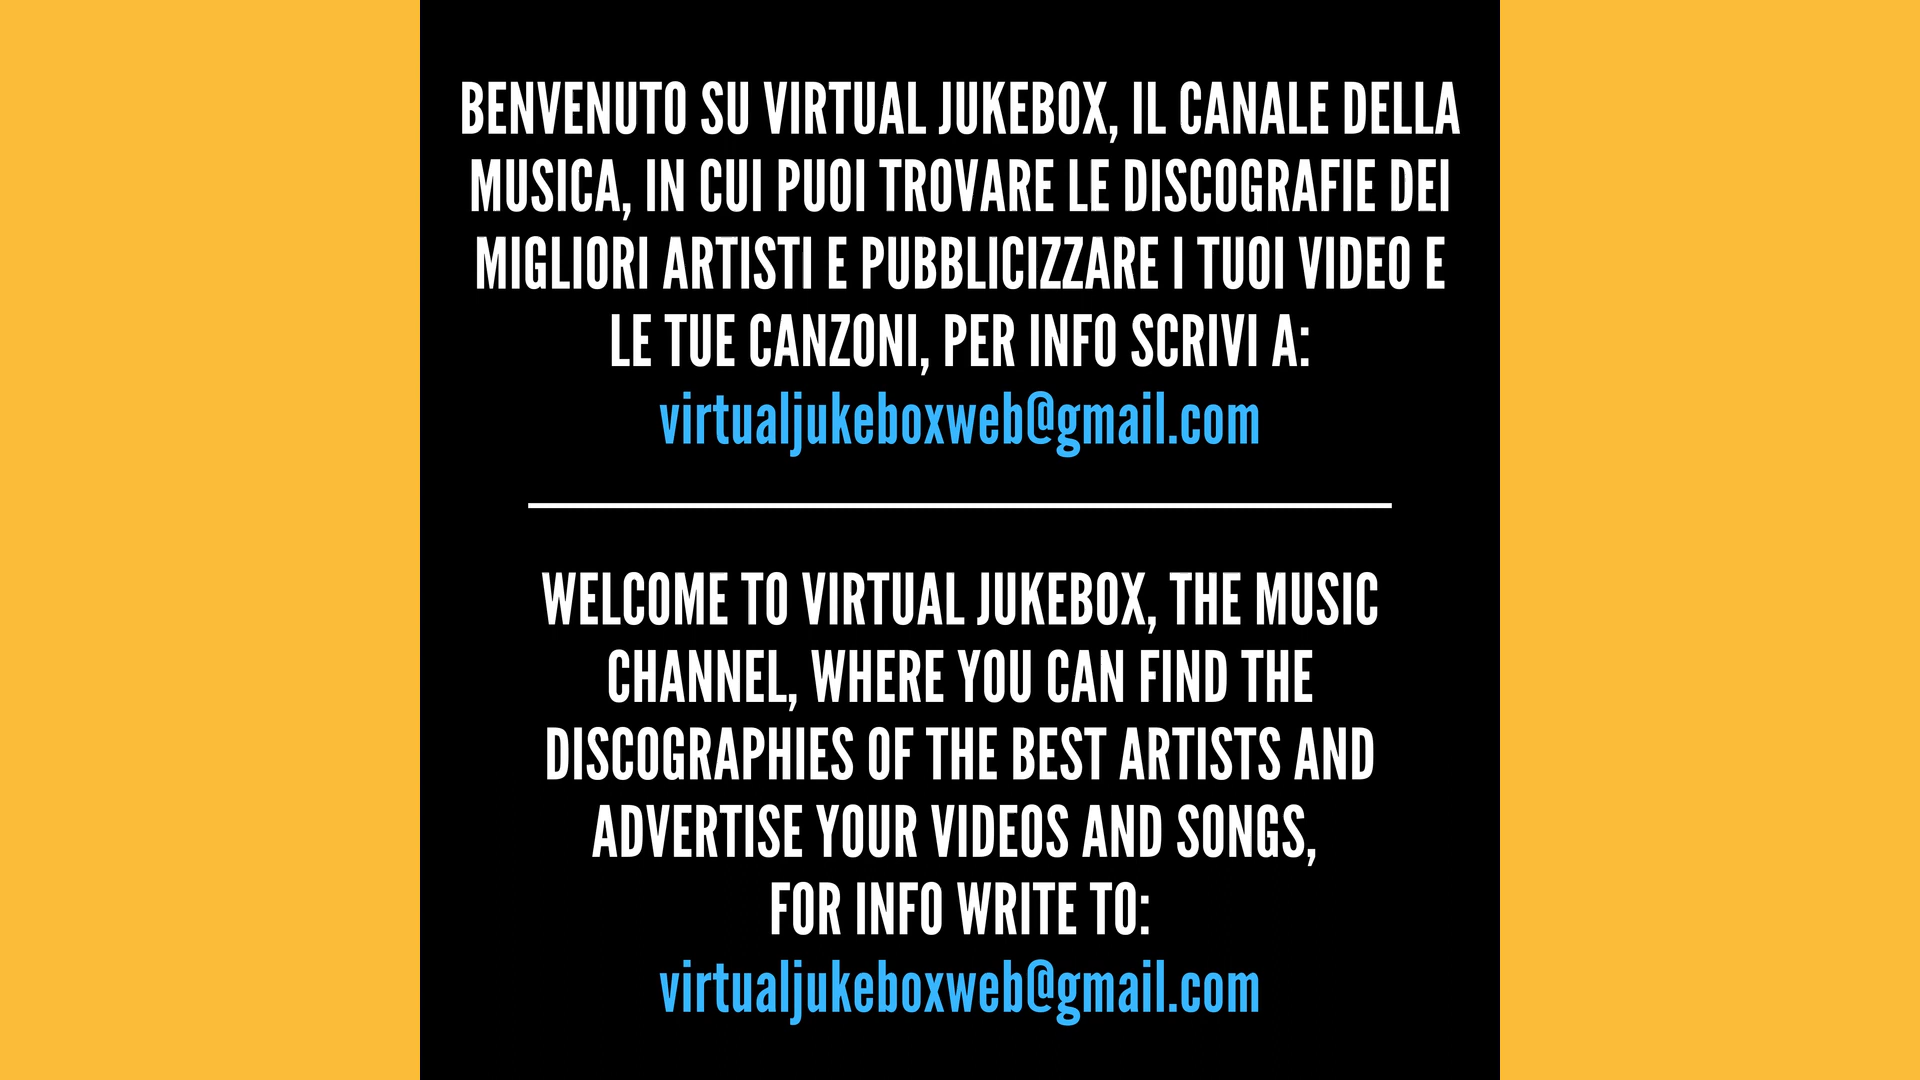 BENVENUTO SU VIRTUAL JUKEBOX, IL CANALE DELLA
MUSICA, IN CUI PUOI TROVARE LE DISCOGRAFIE DEI
MIGLIORI ARTISTI E PUBBLICIZZARE I TUOI VIDEO E
LE TUE CANZONI, PER INFO SCRIVI A:
virtualjukeboxweb@gmail.com
WELCOME TO VIRTUAL JUKEBOX, THE MUSIC
CHANNEL, WHERE YOU CAN FIND THE
DISCOGRAPHIES OF THE BEST ARTISTS AND
ADVERTISE YOUR VIDEOS AND SONGS,
FOR INFO WRITE TO:
virtualjukeboxweb@gmail.com